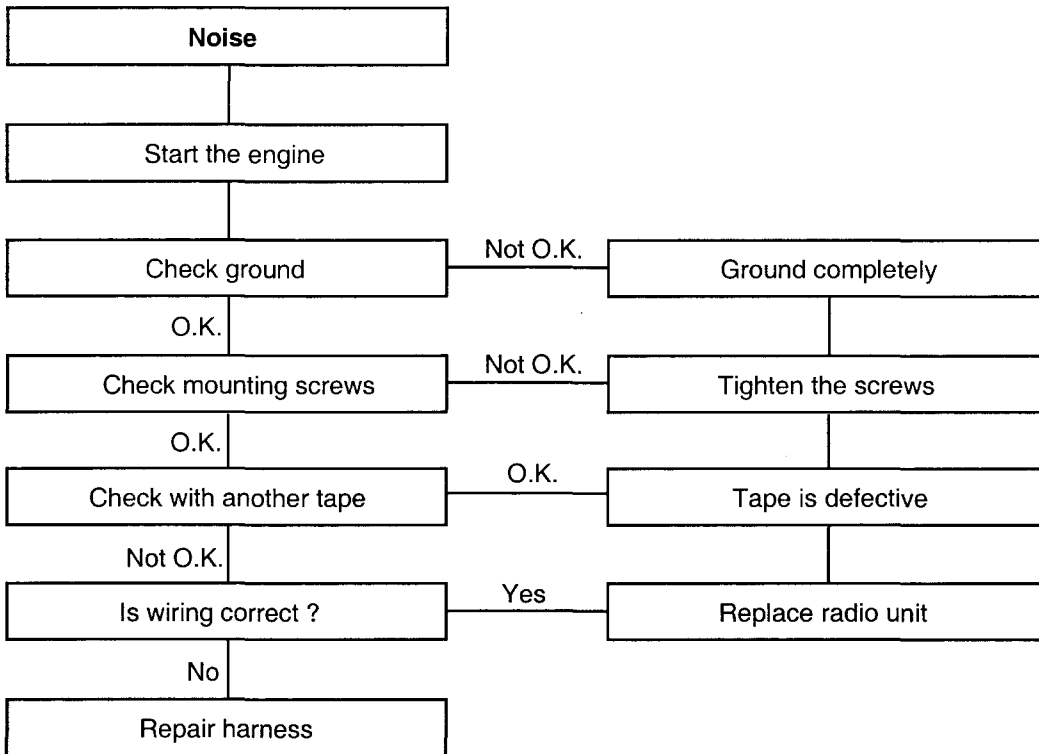 Noise
Start the engine
Check ground
Not O.K.
Ground completely
O.K.
Check mounting screws
Not O.K.
Tighten the screws
O.K.
Check with another tape
O.K.
Tape is defective
Not O.K.
Is wiring correct ?
Yes
Replace radio unit
No
Repair harness